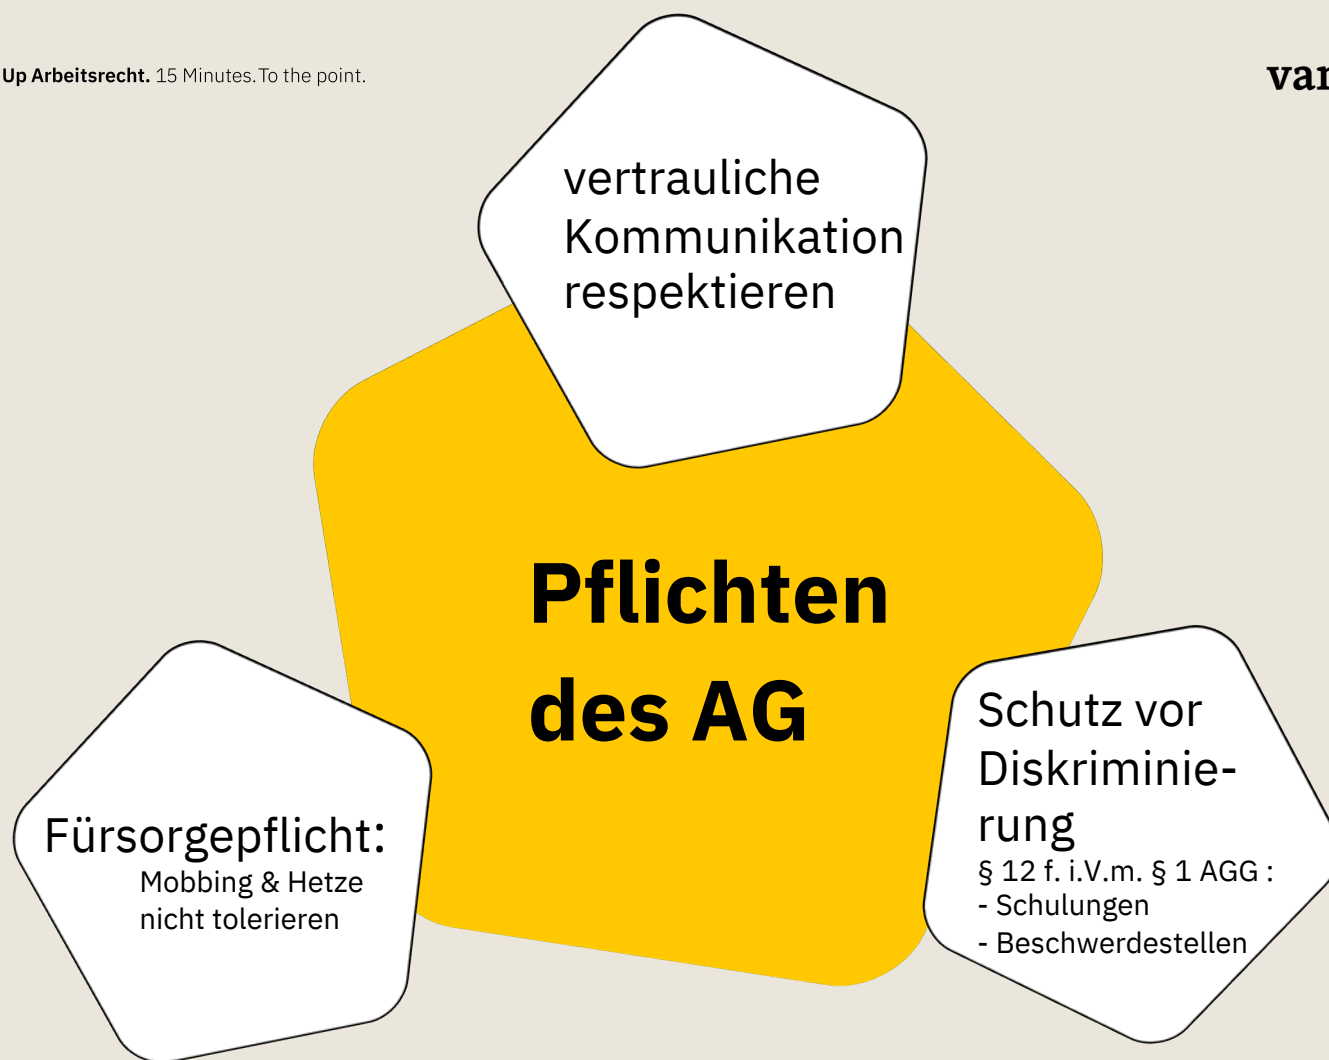 Up Arbeitsrecht. 15 Minutes. To the point.
vertrauliche
Kommunikation
respektieren
Pflichten
des AG
Fürsorgepflicht:
Mobbing & Hetze
nicht tolerieren
Schutz vor
Diskriminie-
rung
§ 12 f. i.V.m. § 1 AGG :
- Schulungen
- Beschwerdestellen